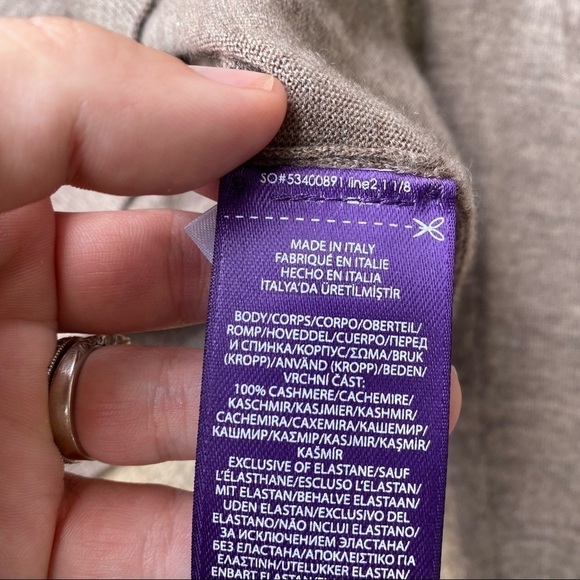 SO#53400891 line2 1 1/8
MADE IN ITALY
FABRIQUÉ EN ITALIE
HECHO EN ITALIA
İTALYA'DA ÜRETİLMİŞTİR
BODY/CORPS/CORPO/OBERTEIL/
ROMP/HOVEDDEL/CUERPO/ПЕРЕД
И СПИНКА/КОРПУС/ΣΩΜΑ/BRUK
(KROPP)/ANVÄND (KROPP)/BEDEN/
VRCHNÍ ČÁST:
100% CASHMERE/CACHEMIRE/
KASCHMIR/KASJMIER/KASHMIR/
CACHEMIRA/CAXEMIRA/КАШЕМИР/
КАШМИР/ΚΑΣΜΙΡ/KASJMIR/KAŞMİR/
KAŠMÍR
EXCLUSIVE OF ELASTANE/SAUF
L'ÉLASTHANE/ESCLUSO L'ELASTAN/
MIT ELASTAN/BEHALVE ELASTAAN/
UDEN ELASTAN/EXCLUSIVO DEL
ELASTANO/NÃO INCLUI ELASTANO/
ЗА ИСКЛЮЧЕНИЕМ ЭЛАСТАНА/
БЕЗ ЕЛАСТАНА/ΑΠΟΚΛΕΙΣΤΙΚΟ ΓΙΑ
ΕΛΑΣΤΙΝΗ/UTELUKKER ELASTAN/
ENBART ELASTAN/